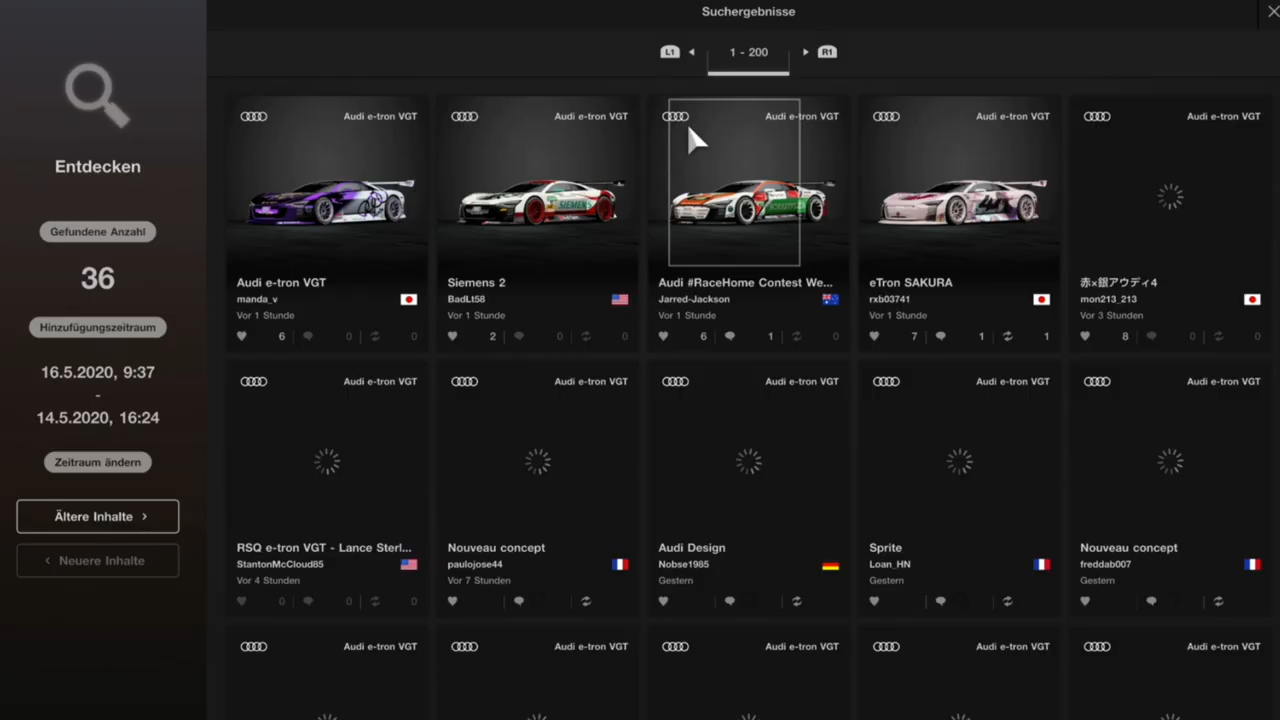 Suchergebnisse
L1
1 - 200
R1
Entdecken
Gefundene Anzahl
36
Hinzufügungszeitraum
16.5.2020, 9:37
-
14.5.2020, 16:24
Zeitraum ändern
Ältere Inhalte
Neuere Inhalte
Audi e-tron VGT
Audi e-tron VGT
manda_v
Vor 1 Stunde
6 0 0
Audi e-tron VGT
SIEMENS
Siemens 2
BadLt58
Vor 1 Stunde
2 0 0
Audi e-tron VGT
Audi #RaceHome Contest We...
Jarred-Jackson
Vor 1 Stunde
6 1 0
Audi e-tron VGT
eTron SAKURA
rxb03741
Vor 1 Stunde
7 1 1
Audi e-tron VGT
赤x銀アウディ4
mon213_213
Vor 3 Stunden
8 0 0
Audi e-tron VGT
RSQ e-tron VGT - Lance Sterl...
StantonMcCloud85
Vor 4 Stunden
0 0 0
Audi e-tron VGT
Nouveau concept
paulojose44
Vor 7 Stunden
Audi e-tron VGT
Audi Design
Nobse1985
Gestern
Audi e-tron VGT
Sprite
Loan_HN
Gestern
Audi e-tron VGT
Nouveau concept
freddab007
Gestern
Audi e-tron VGT
Audi e-tron VGT
Audi e-tron VGT
Audi e-tron VGT
Audi e-tron VGT